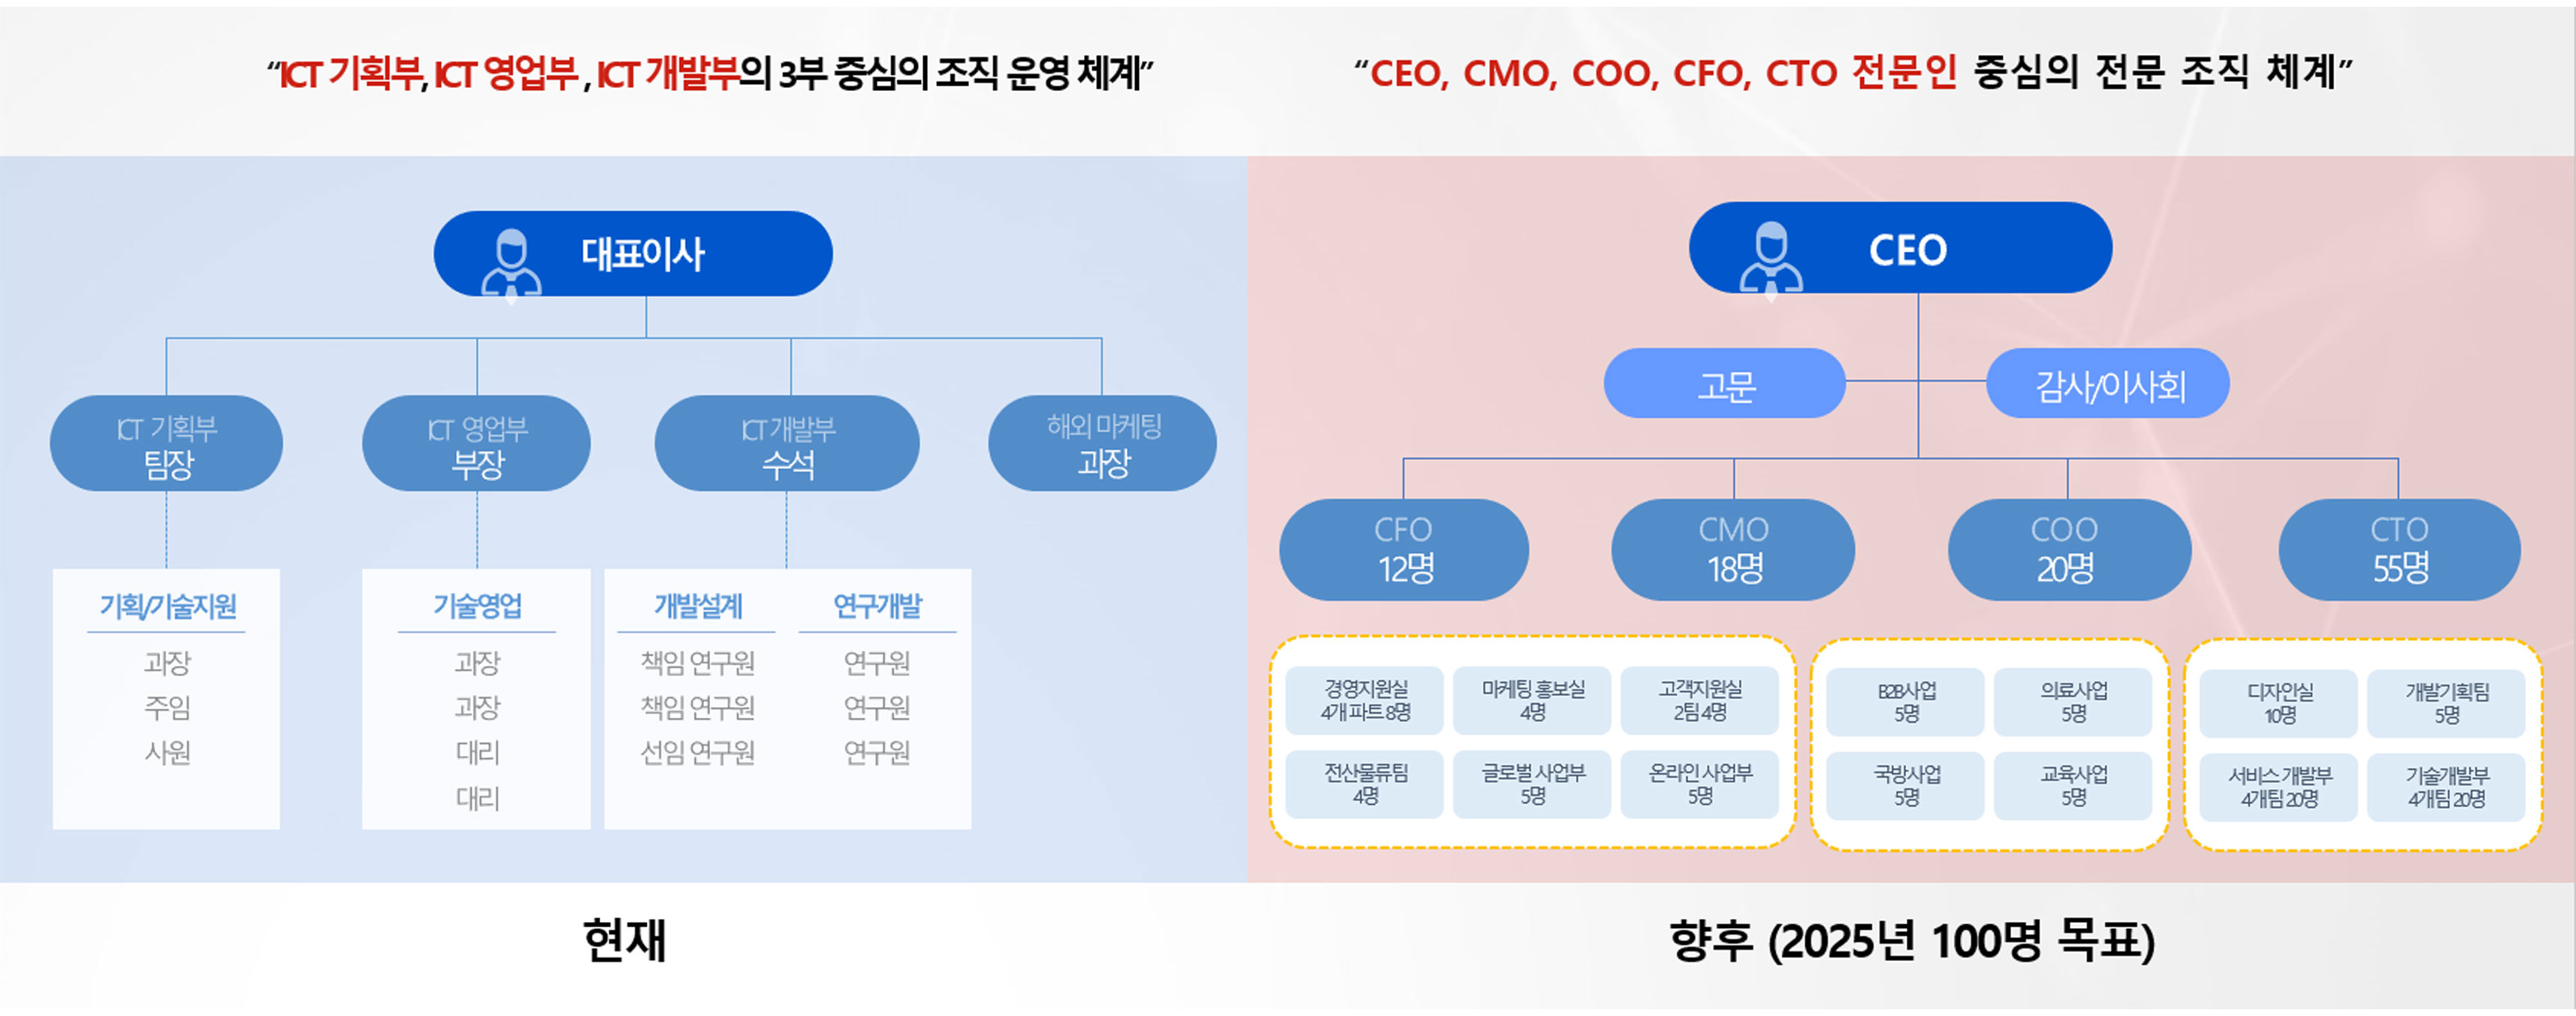 “ICT 기획부, ICT 영업부, ICT 개발부의 3부 중심의 조직 운영 체계”
대표이사
ICT 기획부
팀장
ICT 영업부
부장
ICT 개발부
수석
해외 마케팅
과장
기획/기술지원
과장
주임
사원
기술영업
과장
과장
대리
대리
개발설계
책임 연구원
책임 연구원
선임 연구원
연구개발
연구원
연구원
연구원
현재
“CEO, CMO, COO, CFO, CTO 전문인 중심의 전문 조직 체계”
CEO
고문
감사/이사회
CFO
12명
CMO
18명
COO
20명
CTO
55명
경영지원실
4개 파트 8명
마케팅 홍보실
4명
고객지원실
2팀 4명
전산물류팀
4명
글로벌 사업부
5명
온라인 사업부
5명
B2B사업
5명
의료사업
5명
국방사업
5명
교육사업
5명
디자인실
10명
개발기획팀
5명
서비스 개발부
4개팀 20명
기술개발부
4개팀 20명
향후 (2025년 100명 목표)